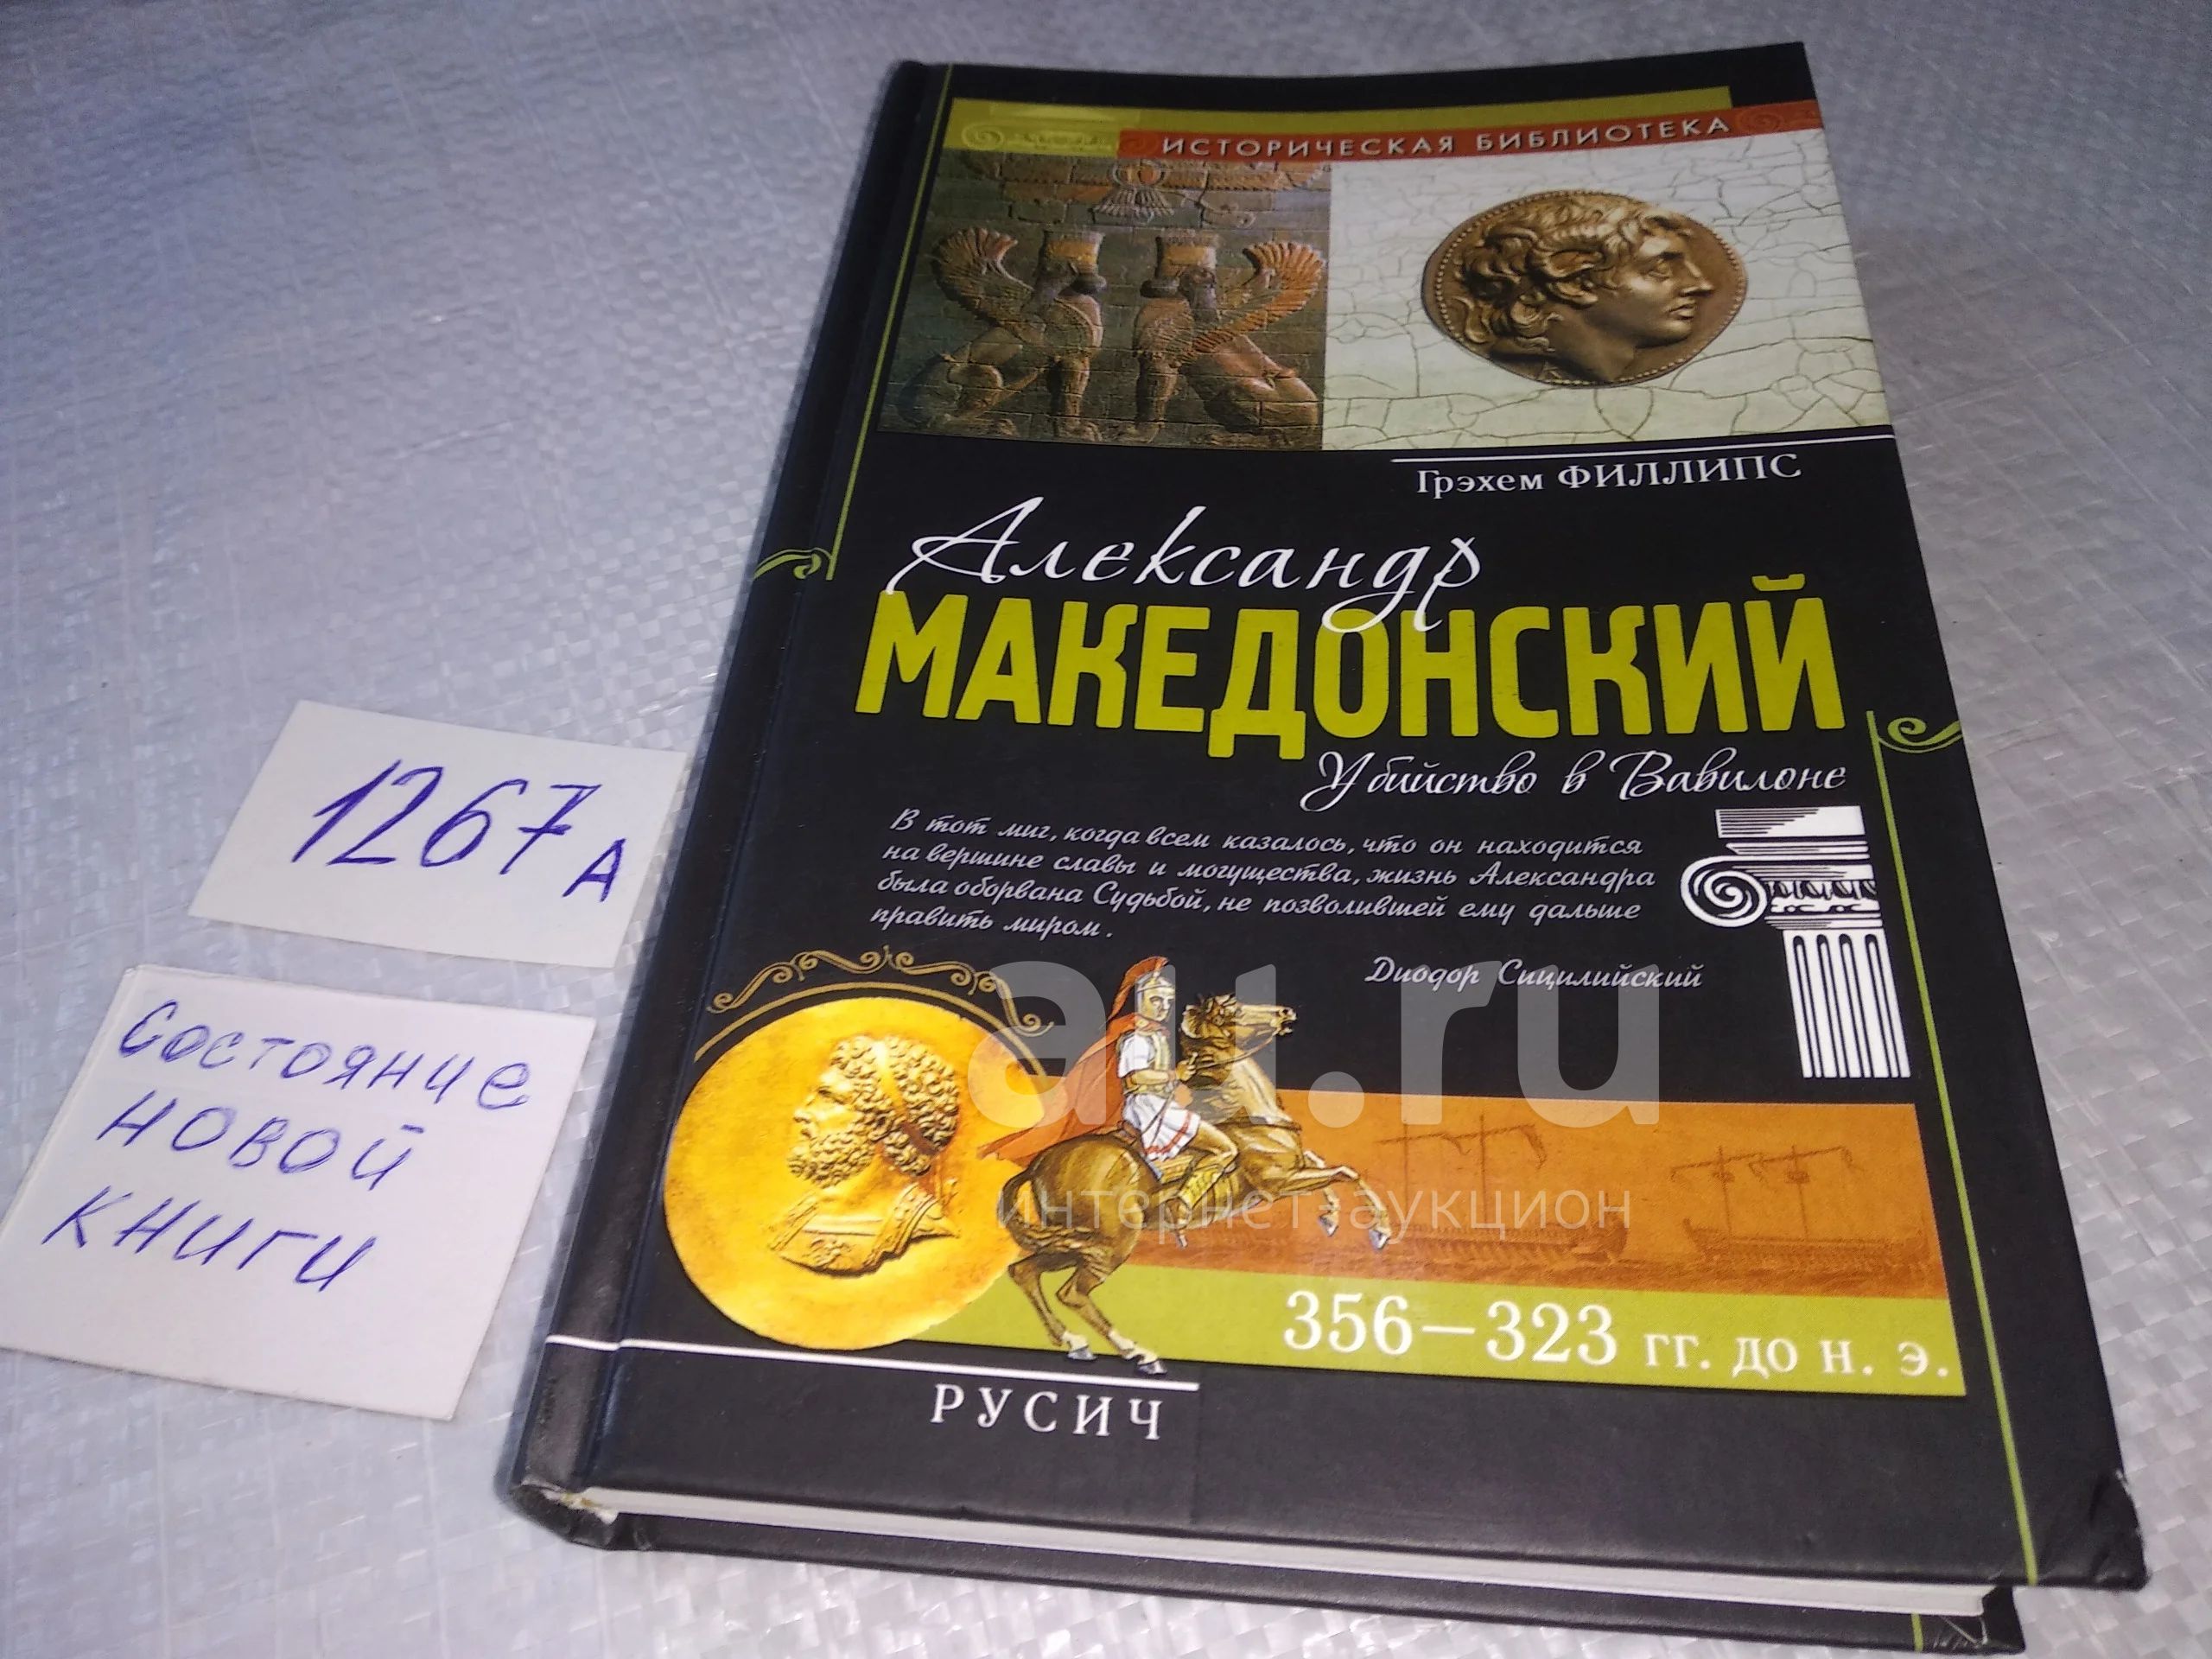 ИСТОРИЧЕСКАЯ БИБЛИОТЕКА
Грэхем ФИЛЛИПС
Александр
МАКЕДОНСКИЙ
Убийство в Вавилоне
В тот миг, когда всем казалось, что он находится
на вершине славы и могущества, жизнь Александра
была оборвана Судьбой, не позволившей ему дальше
править миром.
Диодор Сицилийский
356–323 гг. до н. э.
РУСИЧ
1267 А
Состояние
новой
книги
au.ru
интернет аукцион